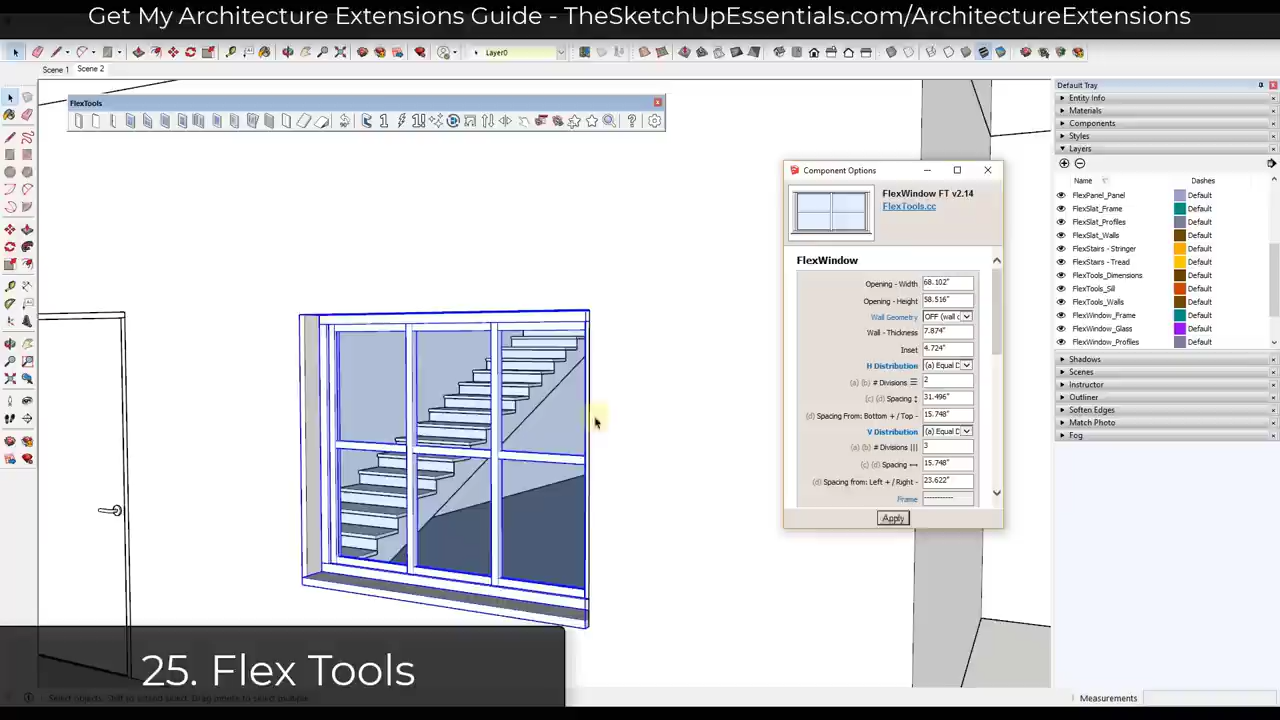 Get My Architecture Extensions Guide - TheSketchUpEssentials.com/ArchitectureExtensions
Layer0
Scene 1
Scene 2
Default Tray
Entity Info
Materials
Components
Styles
Layers
Name
Dashes
FlexPanel_Panel
Default
FlexSlat_Frame
Default
FlexSlat_Profiles
Default
FlexSlat_Walls
Default
FlexStairs - Stringer
Default
FlexStairs - Tread
Default
FlexTools_Dimensions
Default
FlexTools_Sill
Default
FlexTools_Walls
Default
FlexWindow_Frame
Default
FlexWindow_Glass
Default
FlexWindow_Profiles
Default
Shadows
Scenes
Instructor
Outliner
Soften Edges
Match Photo
Fog
FlexTools
Component Options
FlexWindow FT v2.14
FlexTools.cc
FlexWindow
Opening - Width 68.102"
Opening - Height 58.516"
Wall Geometry OFF (wall c
Wall - Thickness 7.874"
Inset 4.724"
H Distribution (a) Equal D
(a) (b) # Divisions 2
(c) (d) Spacing 31.496"
(d) Spacing From: Bottom + / Top - 15.748"
V Distribution (a) Equal D
(a) (b) # Divisions 3
(c) (d) Spacing 15.748"
(d) Spacing from: Left + / Right - 23.622"
Frame -----------
Apply
25. Flex Tools
Measurements